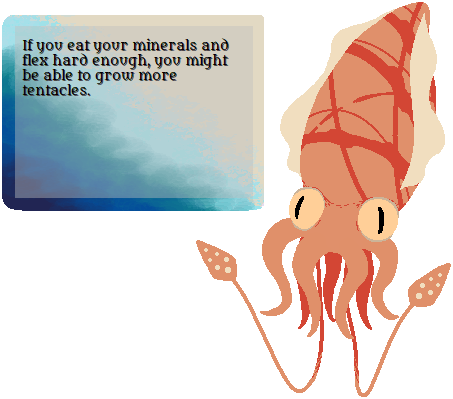 If you eat your minerals and
flex hard enough, you might
be able to grow more
tentacles.